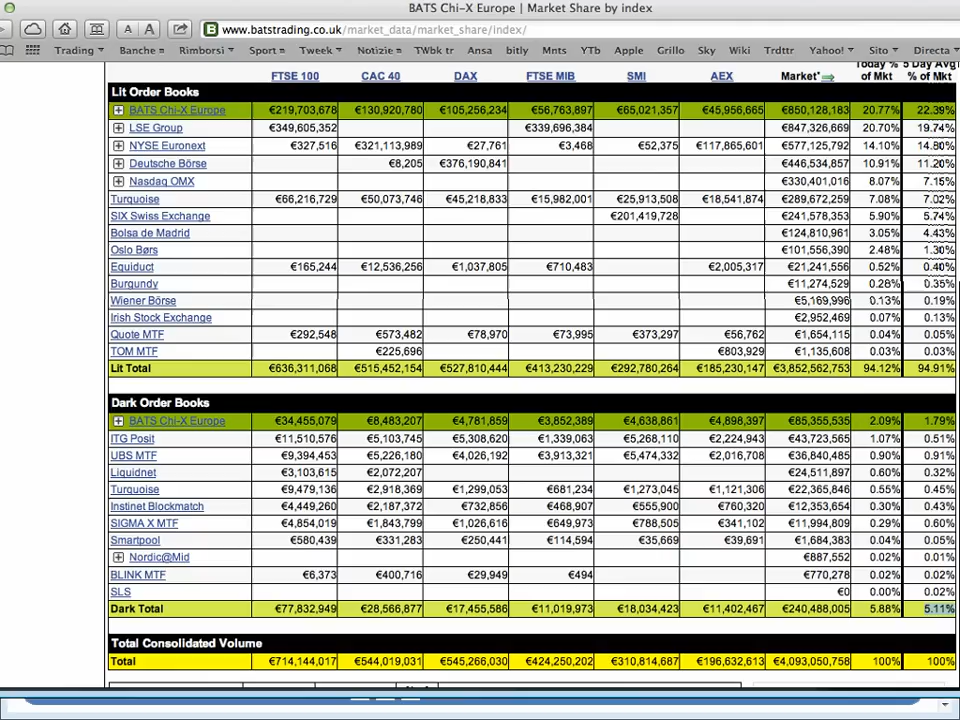 BATS Chi-X Europe | Market Share by index
A A B www.batstrading.co.uk/market_data/market_share/index/
Trading Banche Rimborsi Sport Tweek Notizie TWbk tr Ansa bitly Mnts YTb Apple Grillo Sky Wiki Trdttr Yahoo! Sito Directa
FTSE 100 CAC 40 DAX FTSE MIB SMI AEX Market* Today % of Mkt 5 Day Avg % of Mkt
Lit Order Books
BATS Chi-X Europe €219,703,678 €130,920,780 €105,256,234 €56,763,897 €65,021,357 €45,956,665 €850,128,183 20.77% 22.39%
LSE Group €349,605,352 €339,696,384 €847,326,669 20.70% 19.74%
NYSE Euronext €327,516 €321,113,989 €27,761 €3,468 €52,375 €117,865,601 €577,125,792 14.10% 14.80%
Deutsche Börse €8,205 €376,190,841 €446,534,857 10.91% 11.20%
Nasdaq OMX €330,401,016 8.07% 7.15%
Turquoise €66,216,729 €50,073,746 €45,218,833 €15,982,001 €25,913,508 €18,541,874 €289,672,259 7.08% 7.02%
SIX Swiss Exchange €201,419,728 €241,578,353 5.90% 5.74%
Bolsa de Madrid €124,810,961 3.05% 4.43%
Oslo Børs €101,556,390 2.48% 1.30%
Equiduct €165,244 €12,536,256 €1,037,805 €710,483 €2,005,317 €21,241,556 0.52% 0.40%
Burgundy €11,274,529 0.28% 0.35%
Wiener Börse €5,169,996 0.13% 0.19%
Irish Stock Exchange €2,952,469 0.07% 0.13%
Quote MTF €292,548 €573,482 €78,970 €73,995 €373,297 €56,762 €1,654,115 0.04% 0.05%
TOM MTF €225,696 €803,929 €1,135,608 0.03% 0.03%
Lit Total €636,311,068 €515,452,154 €527,810,444 €413,230,229 €292,780,264 €185,230,147 €3,852,562,753 94.12% 94.91%
Dark Order Books
BATS Chi-X Europe €34,455,079 €8,483,207 €4,781,859 €3,852,389 €4,638,861 €4,898,397 €85,355,535 2.09% 1.79%
ITG Posit €11,510,576 €5,103,745 €5,308,620 €1,339,063 €5,268,110 €2,224,943 €43,723,565 1.07% 0.51%
UBS MTF €9,394,453 €5,226,180 €4,026,192 €3,913,321 €5,474,332 €2,016,708 €36,840,485 0.90% 0.91%
Liquidnet €3,103,615 €2,072,207 €24,511,897 0.60% 0.32%
Turquoise €9,479,136 €2,918,369 €1,299,053 €681,234 €1,273,045 €1,121,306 €22,365,846 0.55% 0.45%
Instinet Blockmatch €4,449,260 €2,187,372 €732,856 €468,907 €555,900 €760,320 €12,353,654 0.29% 0.43%
SIGMA X MTF €4,854,019 €1,843,799 €1,026,616 €649,973 €788,505 €341,102 €11,994,809 0.29% 0.60%
Smartpool €580,439 €331,283 €250,441 €114,594 €35,669 €39,691 €1,684,383 0.04% 0.05%
Nordic@Mid €887,552 0.02% 0.01%
BLINK MTF €6,373 €400,716 €29,949 €494 €770,278 0.02% 0.02%
SLS €0 0.00% 0.02%
Dark Total €77,832,949 €28,566,877 €17,455,586 €11,019,973 €18,034,423 €11,402,467 €240,488,005 5.88% 5.11%
Total Consolidated Volume
Total €714,144,017 €544,019,031 €545,266,030 €424,250,202 €310,814,687 €196,632,613 €4,093,050,758 100% 100%